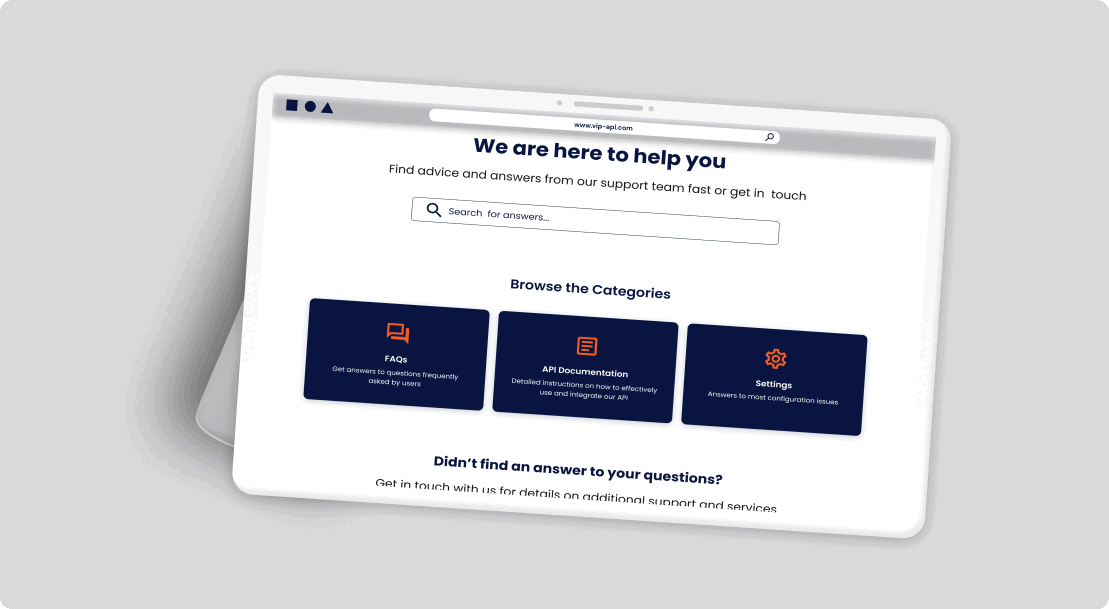 www.vip-api.com
We are here to help you
Find advice and answers from our support team fast or get in touch
Search for answers...
Browse the Categories
FAQs
Get answers to questions frequently
asked by users
API Documentation
Detailed instructions on how to effectively
use and integrate our API
Settings
Answers to most configuration issues
Didn’t find an answer to your questions?
Get in touch with us for details on additional support and services